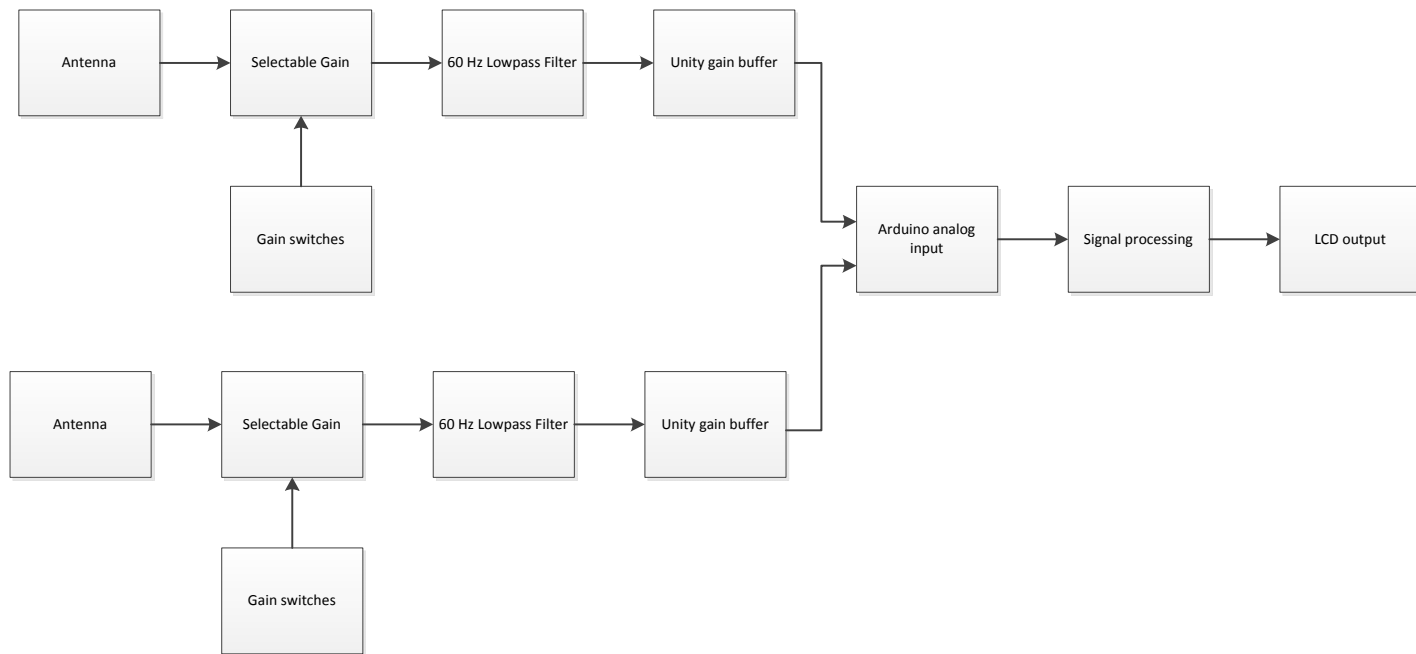 Antenna
Selectable Gain
60 Hz Lowpass Filter
Unity gain buffer
Gain switches
Arduino analog
input
Signal processing
LCD output
Antenna
Selectable Gain
60 Hz Lowpass Filter
Unity gain buffer
Gain switches